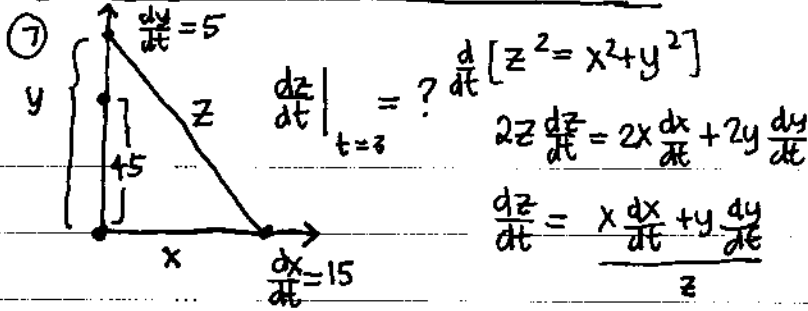 ⑦ dy/dt = 5
y
45
z
x
dx/dt = 15
dz/dt |t=3 = ?
d/dt [z² = x² + y²]
2z dz/dt = 2x dx/dt + 2y dy/dt
dz/dt = (x dx/dt + y dy/dt) / z